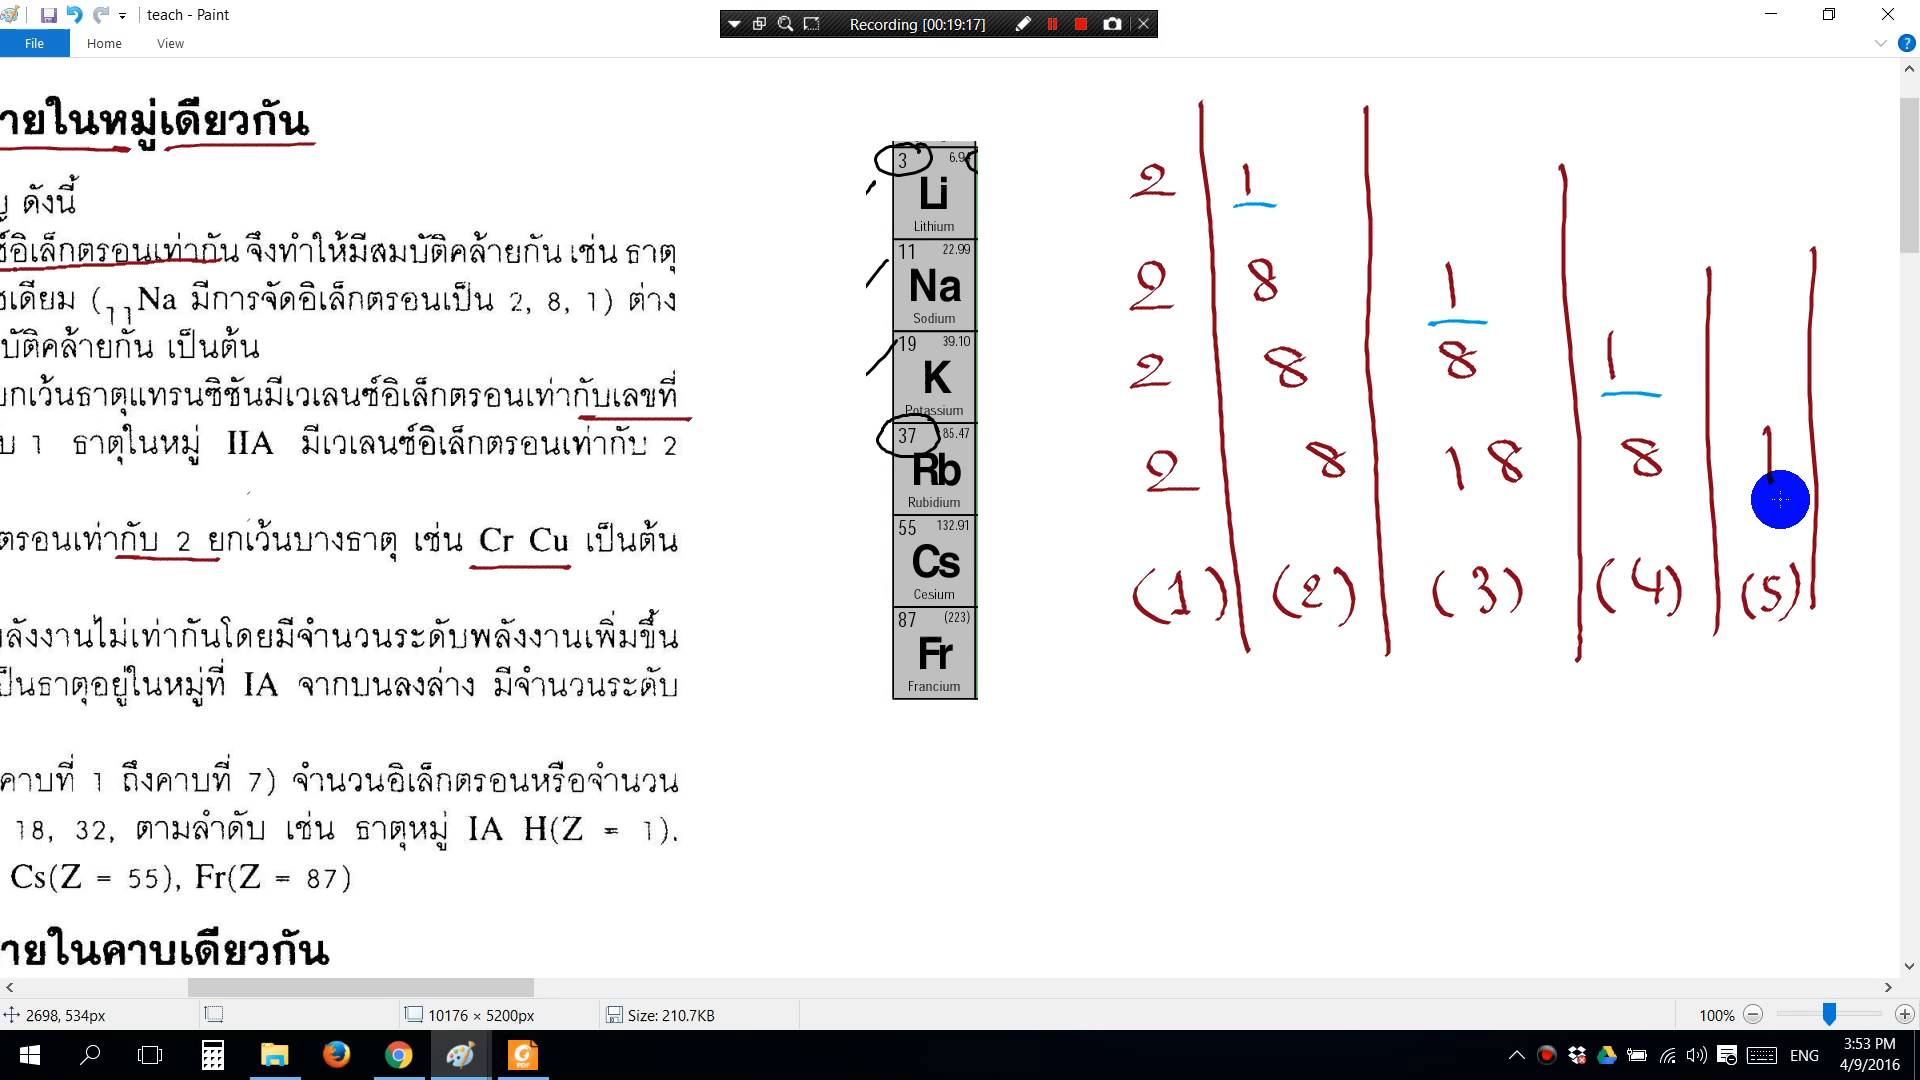 teach - Paint
Recording [00:19:17]
File Home View
ายในหมู่เดียวกัน
ญ ดังนี้
ซ์อิเล็กตรอนเท่ากัน จึงทำให้มีสมบัติคล้ายกัน เช่น ธาตุ
ซเดียม (₁₁Na มีการจัดอิเล็กตรอนเป็น 2, 8, 1) ต่าง
บัติคล้ายกัน เป็นต้น
ยกเว้นธาตุแทรนซิชันมีเวเลนซ์อิเล็กตรอนเท่ากับเลขที่
ับ 1 ธาตุในหมู่ IIA มีเวเลนซ์อิเล็กตรอนเท่ากับ 2
ตรอนเท่ากับ 2 ยกเว้นบางธาตุ เช่น Cr Cu เป็นต้น
ลังงานไม่เท่ากันโดยมีจำนวนระดับพลังงานเพิ่มขึ้น
ป็นธาตุอยู่ในหมู่ที่ IA จากบนลงล่าง มีจำนวนระดับ
คาบที่ 1 ถึงคาบที่ 7) จำนวนอิเล็กตรอนหรือจำนวน
18, 32, ตามลำดับ เช่น ธาตุหมู่ IA H(Z = 1).
Cs(Z = 55), Fr(Z = 87)
ายในคาบเดียวกัน
3 6.9
Li
Lithium
11 22.99
Na
Sodium
19 39.10
K
Potassium
37 85.47
Rb
Rubidium
55 132.91
Cs
Cesium
87 (223)
Fr
Francium
2 1
2 8 1
2 8 8 1
2 8 18 8 1
(1) (2) (3) (4) (5)
2698, 534px 10176 × 5200px Size: 210.7KB 100%
ENG 3:53 PM
4/9/2016